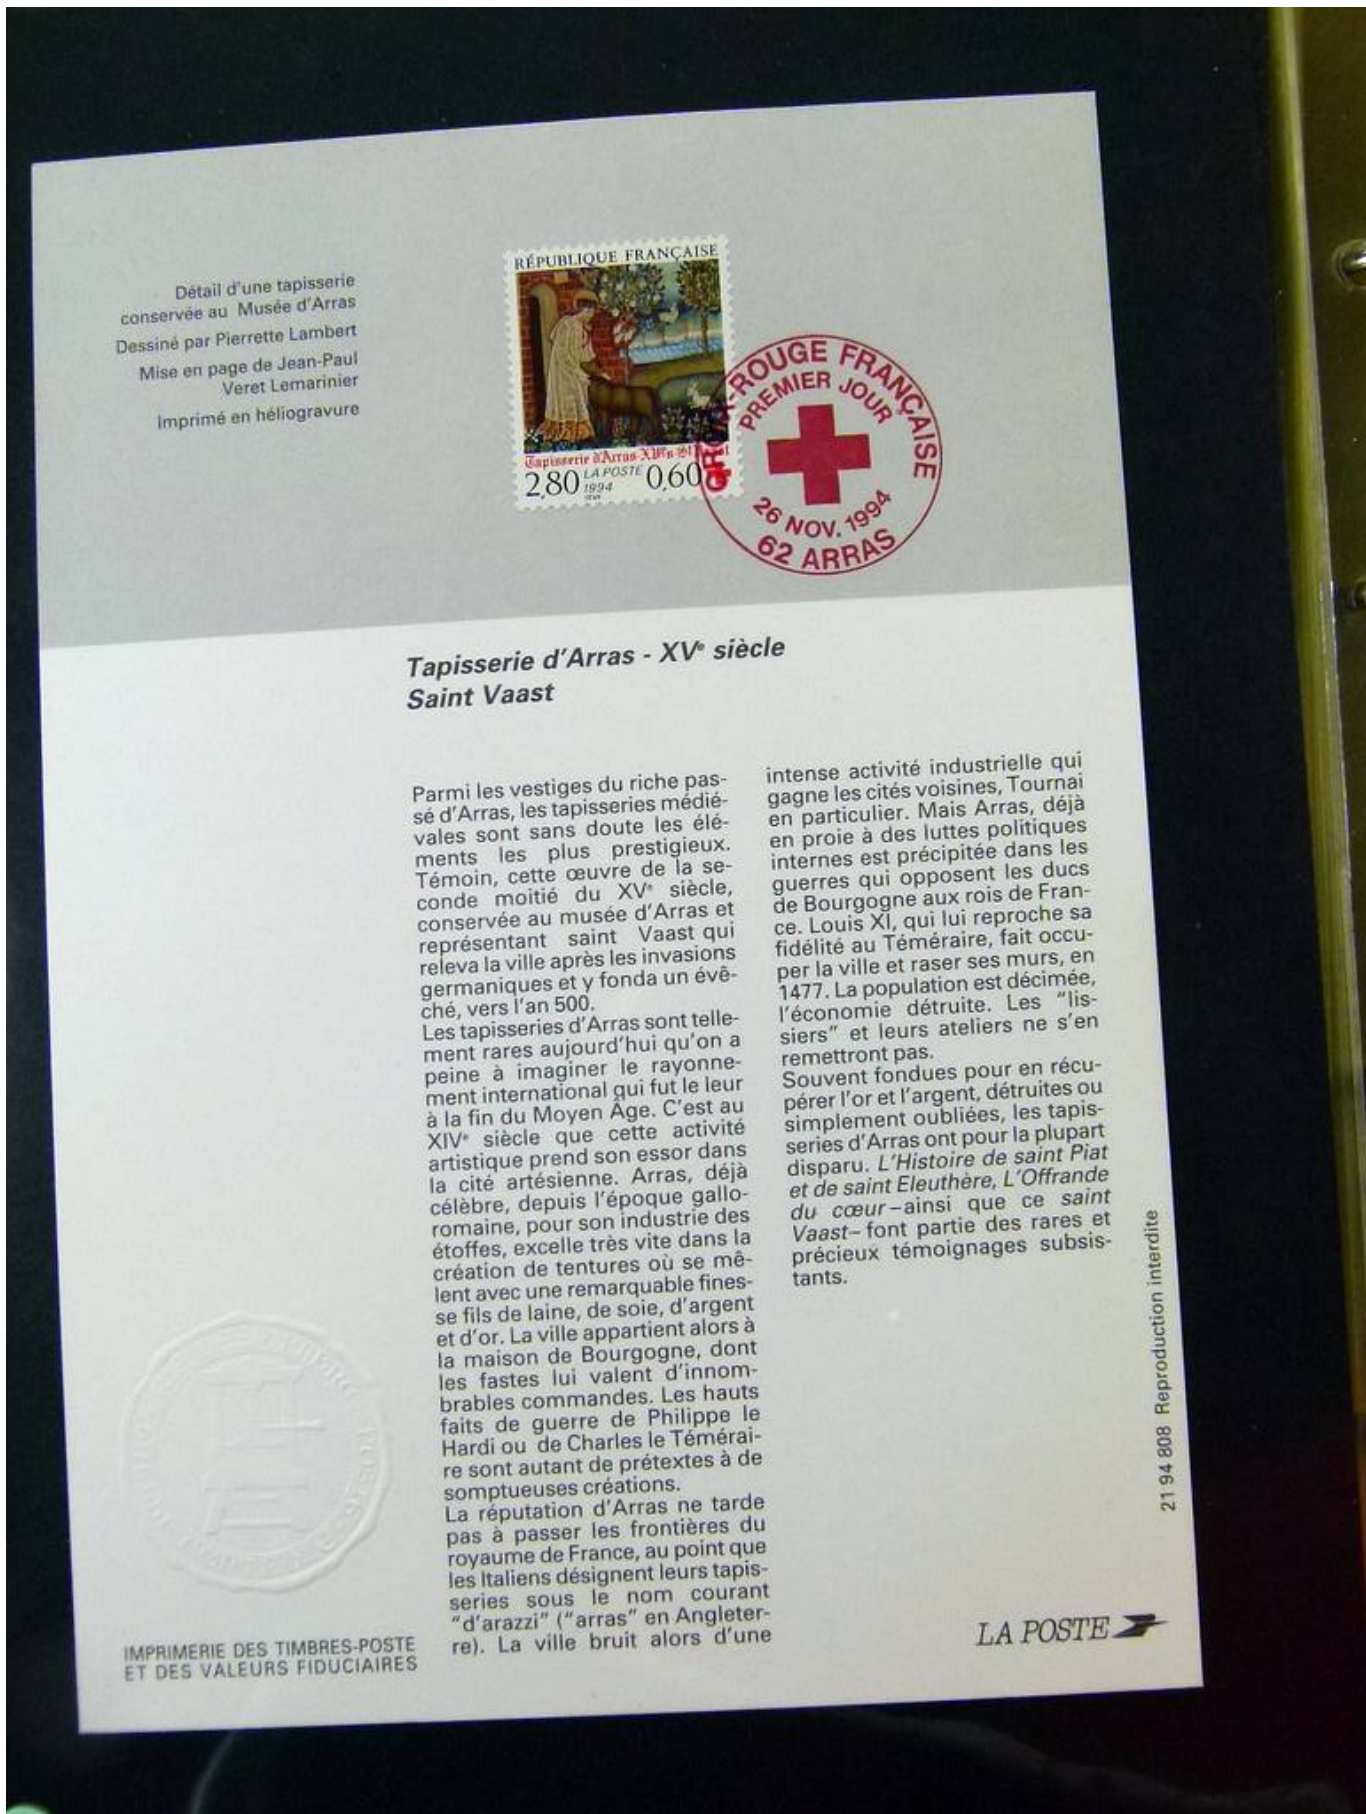 Détail d'une tapisserie
conservée au Musée d'Arras
Dessiné par Pierrette Lambert
Mise en page de Jean-Paul
Veret Lemarinier
Imprimé en héliogravure
RÉPUBLIQUE FRANÇAISE
Tapisserie d'Arras-XVe s-St
2,80 LA POSTE 0,60
1994
-ROUGE FRANÇAISE
PREMIER JOUR
26 NOV. 1994
62 ARRAS
Tapisserie d'Arras - XVe siècle
Saint Vaast
Parmi les vestiges du riche pas-
sé d'Arras, les tapisseries médié-
vales sont sans doute les élé-
ments les plus prestigieux.
Témoin, cette œuvre de la se-
conde moitié du XVe siècle,
conservée au musée d'Arras et
représentant saint Vaast qui
releva la ville après les invasions
germaniques et y fonda un évê-
ché, vers l'an 500.
Les tapisseries d'Arras sont telle-
ment rares aujourd'hui qu'on a
peine à imaginer le rayonne-
ment international qui fut le leur
à la fin du Moyen Âge. C'est au
XIVe siècle que cette activité
artistique prend son essor dans
la cité artésienne. Arras, déjà
célèbre, depuis l'époque gallo-
romaine, pour son industrie des
étoffes, excelle très vite dans la
création de tentures où se mê-
lent avec une remarquable fines-
se fils de laine, de soie, d'argent
et d'or. La ville appartient alors à
la maison de Bourgogne, dont
les fastes lui valent d'innom-
brables commandes. Les hauts
faits de guerre de Philippe le
Hardi ou de Charles le Témérai-
re sont autant de prétextes à de
somptueuses créations.
La réputation d'Arras ne tarde
pas à passer les frontières du
royaume de France, au point que
les Italiens désignent leurs tapis-
series sous le nom courant
"d'arazzi" ("arras" en Angleter-
re). La ville bruit alors d'une
intense activité industrielle qui
gagne les cités voisines, Tournai
en particulier. Mais Arras, déjà
en proie à des luttes politiques
internes est précipitée dans les
guerres qui opposent les ducs
de Bourgogne aux rois de Fran-
ce. Louis XI, qui lui reproche sa
fidélité au Téméraire, fait occu-
per la ville et raser ses murs, en
1477. La population est décimée,
l'économie détruite. Les "lis-
siers" et leurs ateliers ne s'en
remettront pas.
Souvent fondues pour en récu-
pérer l'or et l'argent, détruites ou
simplement oubliées, les tapis-
series d'Arras ont pour la plupart
disparu. L'Histoire de saint Piat
et de saint Eleuthère, L'Offrande
du cœur –ainsi que ce saint
Vaast– font partie des rares et
précieux témoignages subsis-
tants.
21 94 808 Reproduction interdite
IMPRIMERIE DES TIMBRES-POSTE
ET DES VALEURS FIDUCIAIRES
LA POSTE